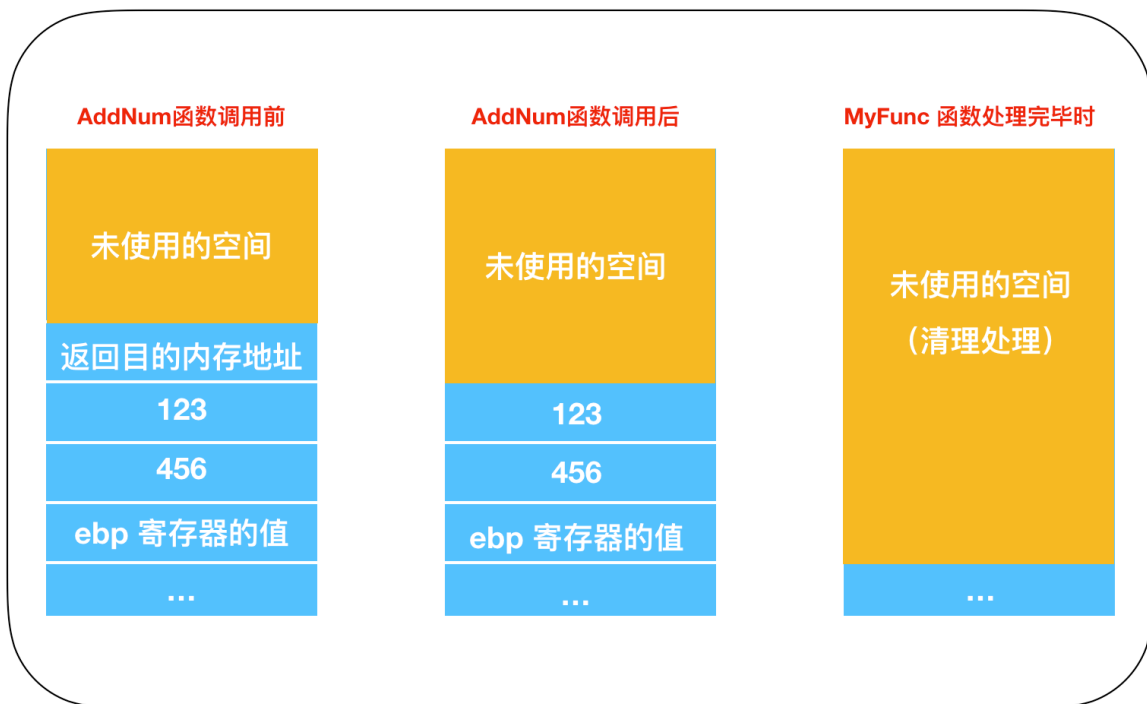 AddNum函数调用前
未使用的空间
返回目的内存地址
123
456
ebp 寄存器的值
...
AddNum函数调用后
未使用的空间
123
456
ebp 寄存器的值
...
MyFunc 函数处理完毕时
未使用的空间
（清理处理）
...